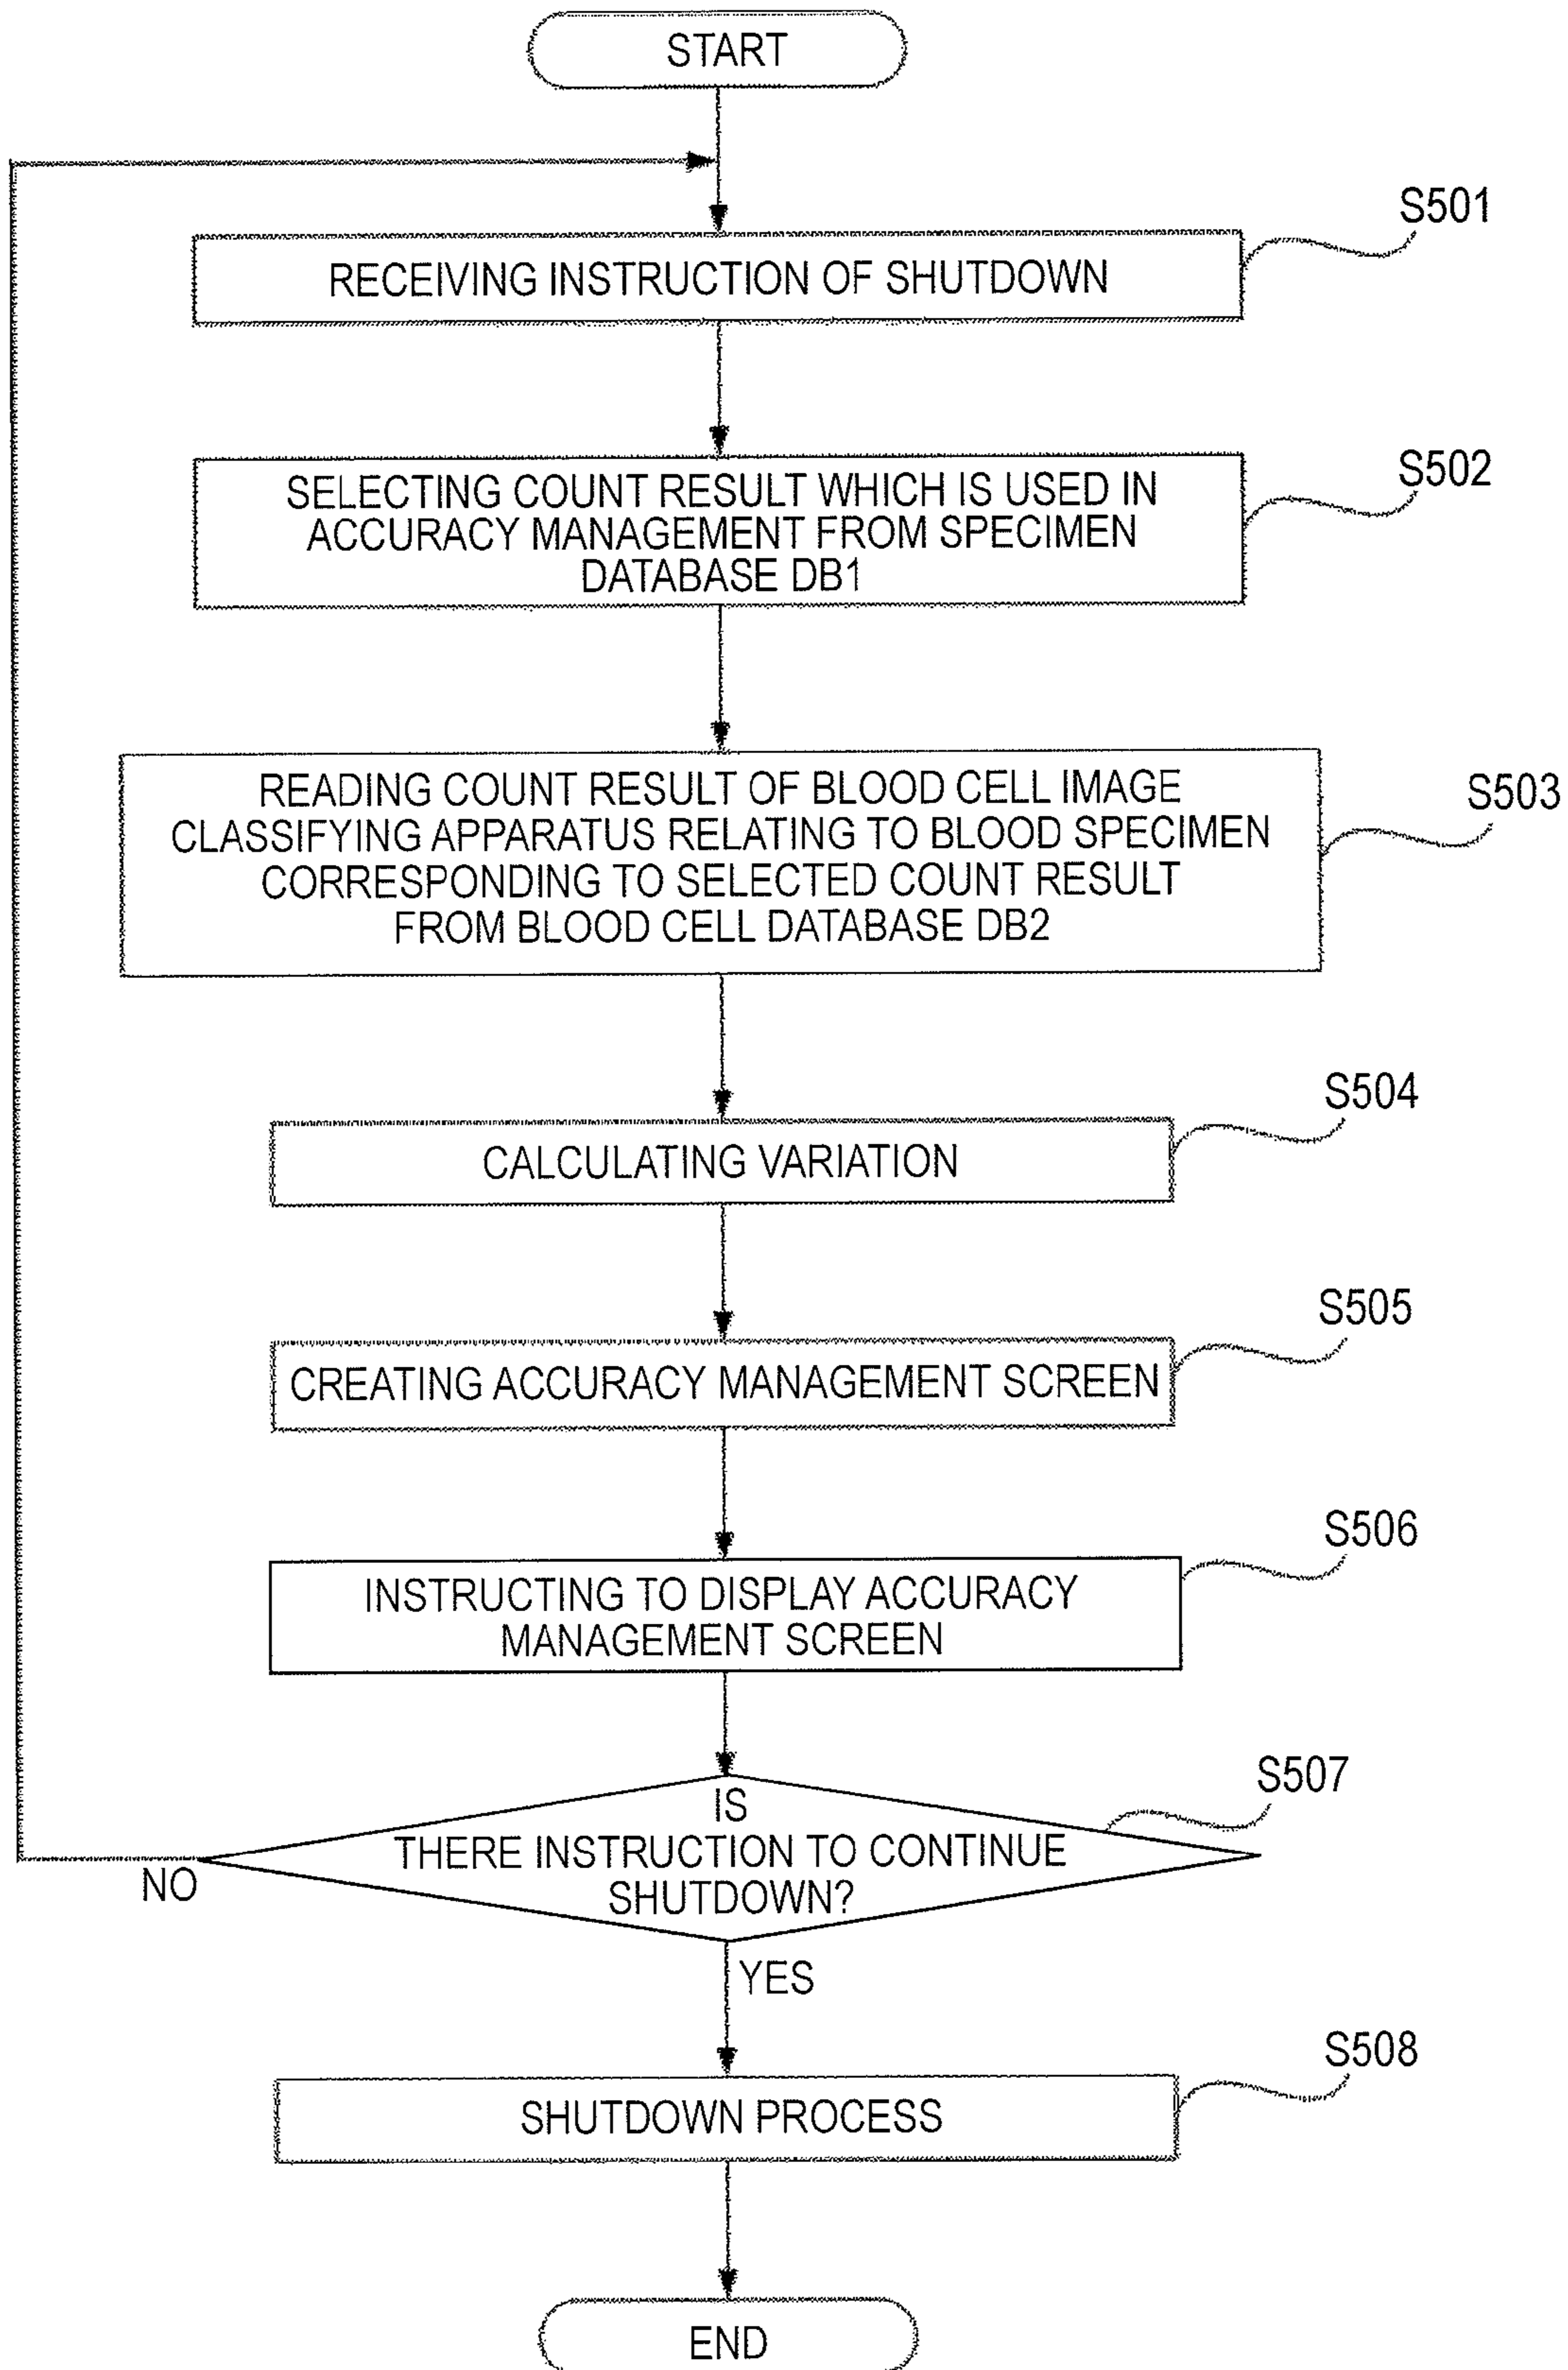 START
S501
RECEIVING INSTRUCTION OF SHUTDOWN
S502
SELECTING COUNT RESULT WHICH IS USED IN
ACCURACY MANAGEMENT FROM SPECIMEN
DATABASE DB1
S503
READING COUNT RESULT OF BLOOD CELL IMAGE
CLASSIFYING APPARATUS RELATING TO BLOOD SPECIMEN
CORRESPONDING TO SELECTED COUNT RESULT
FROM BLOOD CELL DATABASE DB2
S504
CALCULATING VARIATION
S505
CREATING ACCURACY MANAGEMENT SCREEN
S506
INSTRUCTING TO DISPLAY ACCURACY
MANAGEMENT SCREEN
S507
IS
THERE INSTRUCTION TO CONTINUE
SHUTDOWN?
NO
YES
S508
SHUTDOWN PROCESS
END